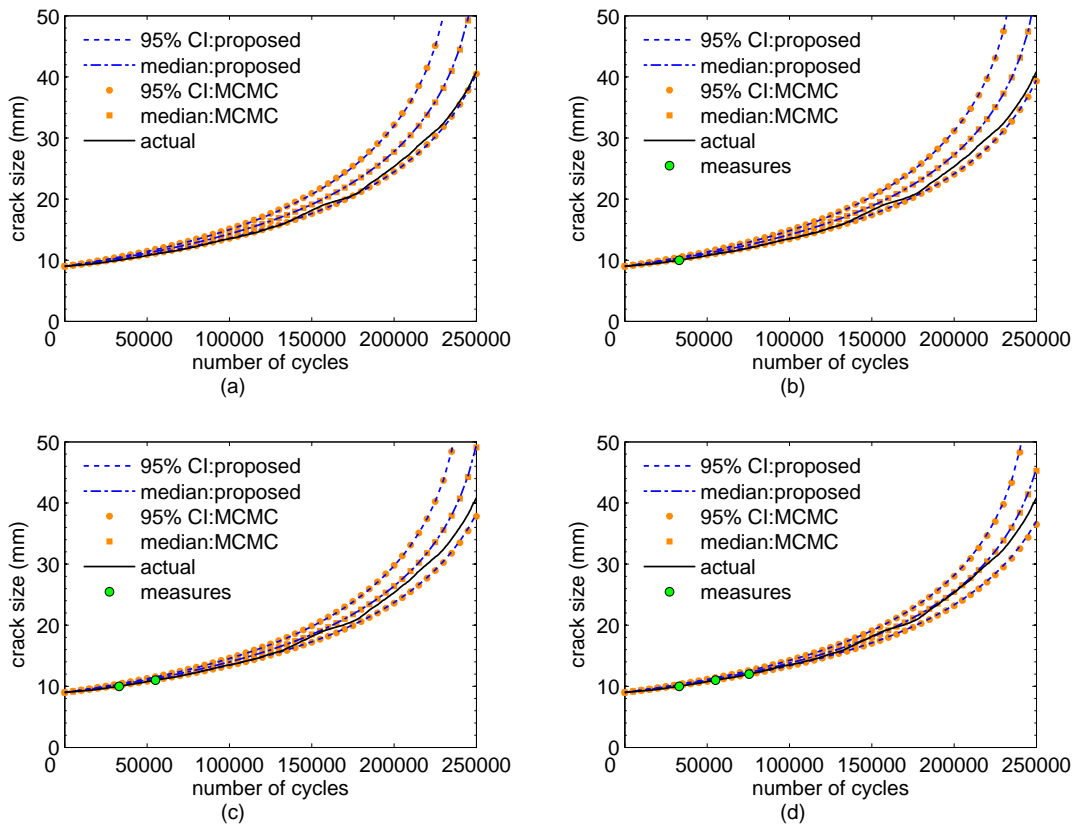 50
40
30
20
10
0
crack size (mm)
95% CI:proposed
median:proposed
95% CI:MCMC
median:MCMC
actual
0 50000 100000 150000 200000 250000
number of cycles
(a)
50
40
30
20
10
0
crack size (mm)
95% CI:proposed
median:proposed
95% CI:MCMC
median:MCMC
actual
measures
0 50000 100000 150000 200000 250000
number of cycles
(b)
50
40
30
20
10
0
crack size (mm)
95% CI:proposed
median:proposed
95% CI:MCMC
median:MCMC
actual
measures
0 50000 100000 150000 200000 250000
number of cycles
(c)
50
40
30
20
10
0
crack size (mm)
95% CI:proposed
median:proposed
95% CI:MCMC
median:MCMC
actual
measures
0 50000 100000 150000 200000 250000
number of cycles
(d)